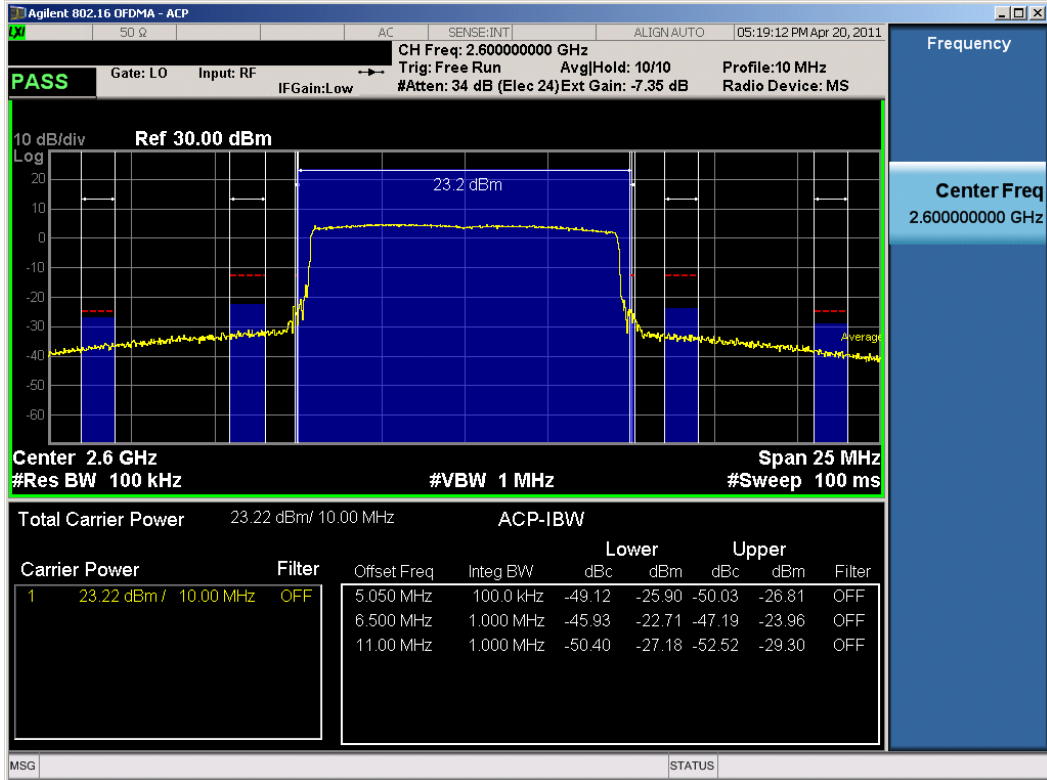 Agilent 802.16 OFDMA - ACP
LXI 50 Ω AC SENSE:INT ALIGN AUTO 05:19:12 PM Apr 20, 2011
CH Freq: 2.600000000 GHz
PASS Gate: LO Input: RF Trig: Free Run Avg|Hold: 10/10 Profile:10 MHz
IFGain:Low #Atten: 34 dB (Elec 24) Ext Gain: -7.35 dB Radio Device: MS
Frequency
Center Freq
2.600000000 GHz
10 dB/div Ref 30.00 dBm
Log
20
10
0
-10
-20
-30
-40
-50
-60
23.2 dBm
Average
Center 2.6 GHz Span 25 MHz
#Res BW 100 kHz #VBW 1 MHz #Sweep 100 ms
Total Carrier Power 23.22 dBm/ 10.00 MHz ACP-IBW
Lower Upper
Carrier Power Filter Offset Freq Integ BW dBc dBm dBc dBm Filter
1 23.22 dBm / 10.00 MHz OFF 5.050 MHz 100.0 kHz -49.12 -25.90 -50.03 -26.81 OFF
6.500 MHz 1.000 MHz -45.93 -22.71 -47.19 -23.96 OFF
11.00 MHz 1.000 MHz -50.40 -27.18 -52.52 -29.30 OFF
MSG STATUS